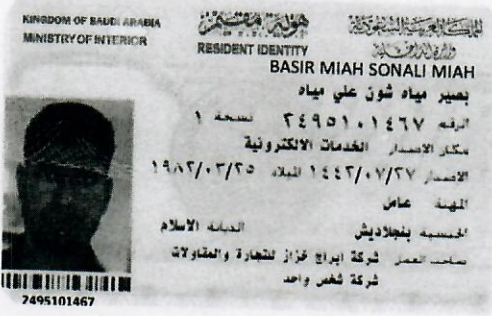 KINGDOM OF SAUDI ARABIA
MINISTRY OF INTERIOR
هوية مقيم
RESIDENT IDENTITY
المملكة العربية السعودية
وزارة الداخلية
BASIR MIAH SONALI MIAH
بصير مياه شون علي مياه
الرقم ٢٤٩٥١٠١٤٦٧ نسخة ١
مكان الاصدار الخدمات الالكترونية
الاصدار ١٤٤٢/٠٧/٢٧ الميلاد ١٩٨٢/٠٣/٢٥
المهنة عامل
الجنسية بنجلاديش الديانة الاسلام
صاحب العمل شركة ابراج خزاز للتجارة والمقاولات
شركة شخص واحد
2495101467